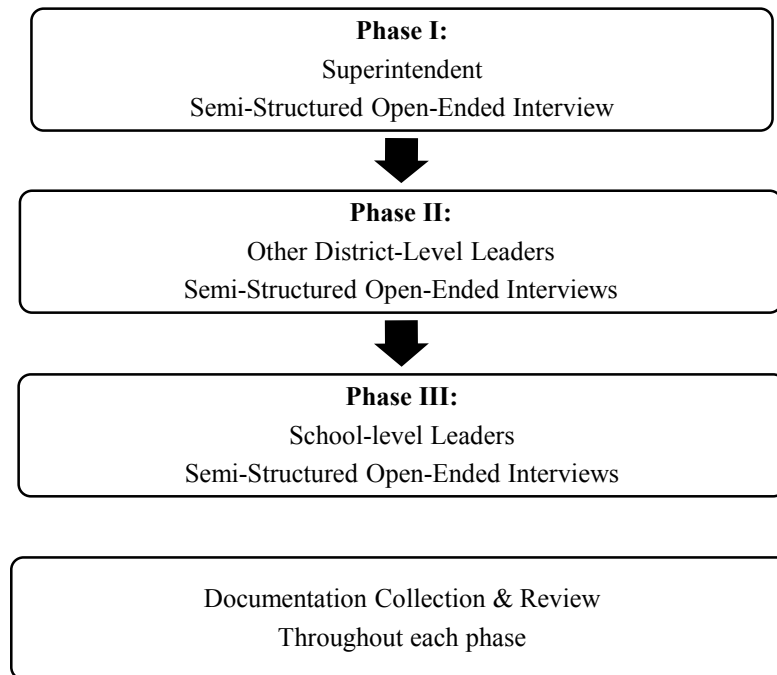 Phase I:
Superintendent
Semi-Structured Open-Ended Interview
Phase II:
Other District-Level Leaders
Semi-Structured Open-Ended Interviews
Phase III:
School-level Leaders
Semi-Structured Open-Ended Interviews
Documentation Collection & Review
Throughout each phase